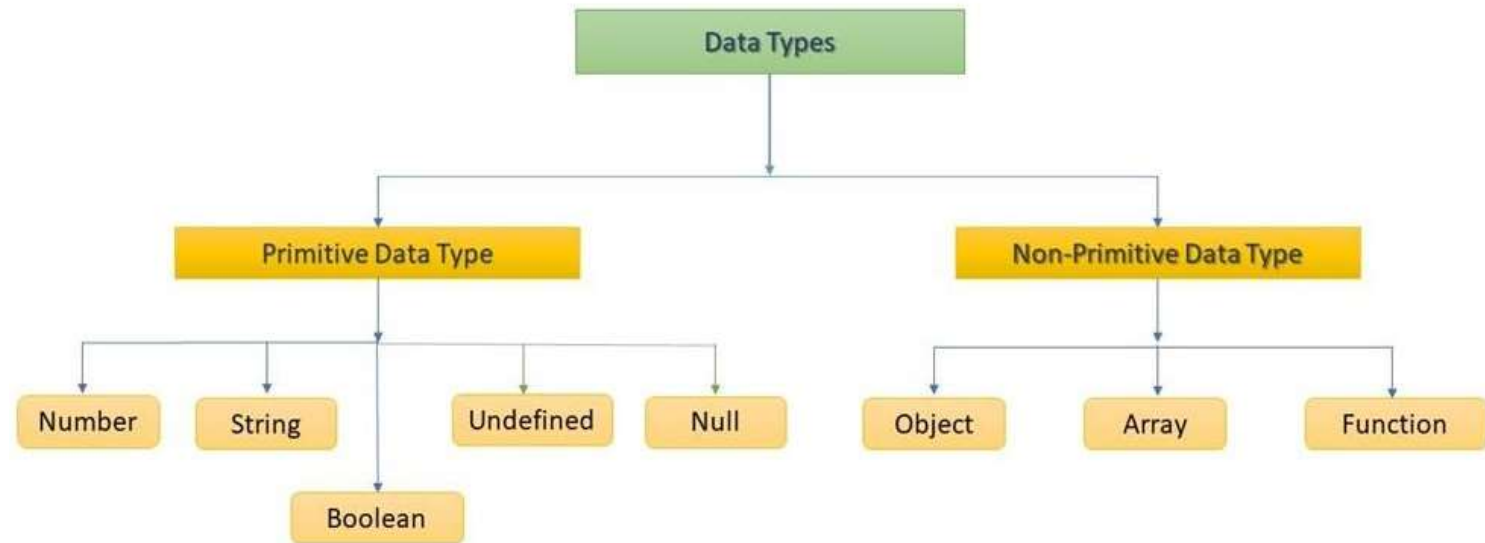 Data Types
Primitive Data Type
Non-Primitive Data Type
Number
String
Undefined
Null
Object
Array
Function
Boolean